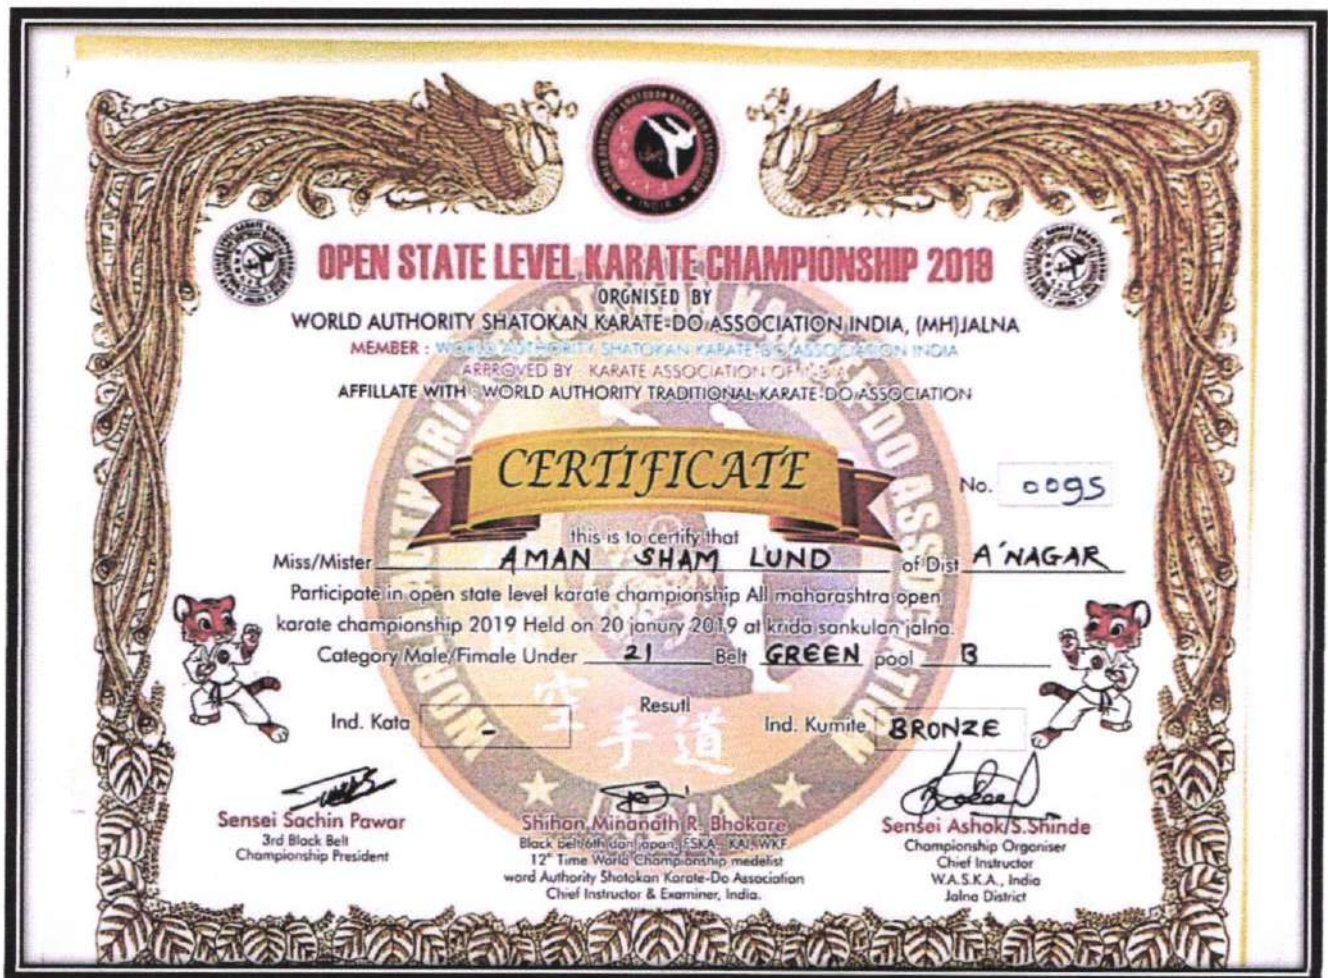 OPEN STATE LEVEL KARATE CHAMPIONSHIP 2019
ORGNISED BY
WORLD AUTHORITY SHATOKAN KARATE-DO ASSOCIATION INDIA, (MH)JALNA
MEMBER : WORLD AUTHORITY SHATOKAN KARATE-DO ASSOCIATION INDIA
ARPROVED BY : KARATE ASSOCIATION OF INDIA
AFFILLATE WITH : WORLD AUTHORITY TRADITIONAL KARATE-DO ASSOCIATION
CERTIFICATE
No. 0095
this is to certify that
Miss/Mister AMAN SHAM LUND of Dist A'NAGAR
Participate in open state level karate championship All maharashtra open
karate championship 2019 Held on 20 janury 2019 at krida sankulan jalna.
Category Male/Fimale Under 21 Belt GREEN pool B
Resutl
Ind. Kata - Ind. Kumite BRONZE
空手道
INDIA
Sensei Sachin Pawar
3rd Black Belt
Championship President
Shihan Minanath R. Bhokare
Black belt 6th dan japan, FSKA, KAI, WKF
12" Time World Championship medelist
word Authority Shotokan Karate-Do Association
Chief Instructor & Examiner, India.
Sensei Ashok S.Shinde
Championship Organiser
Chief Instructor
W.A.S.K.A., India
Jalna District